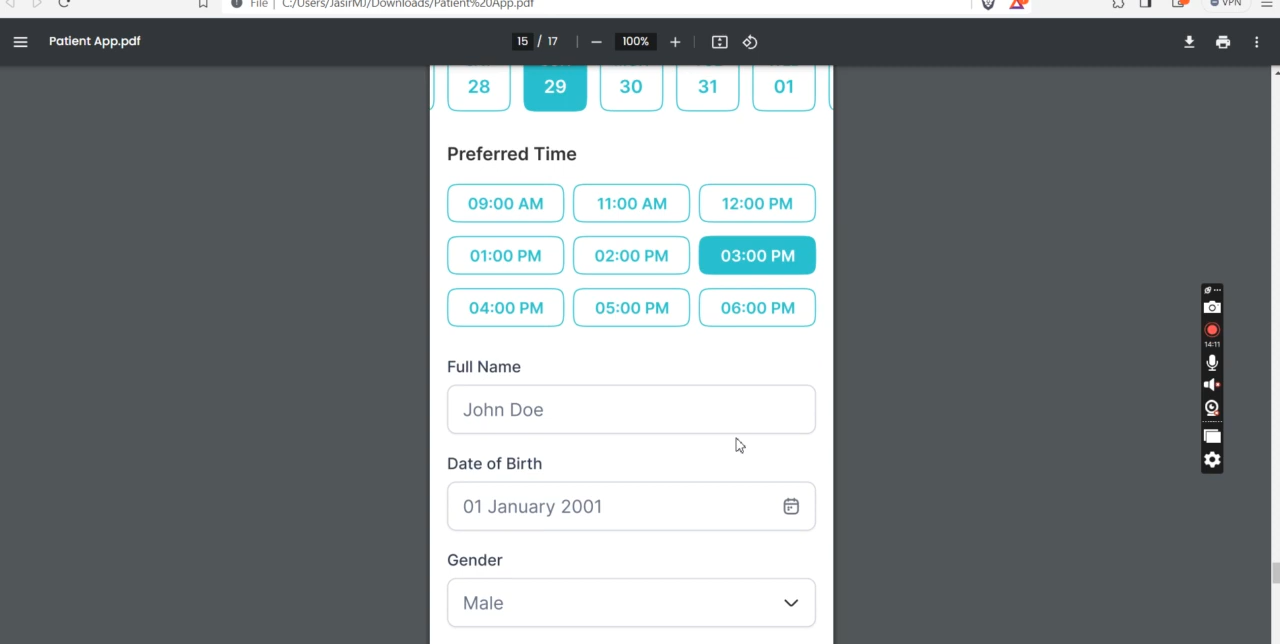 File
C:/Users/JasirMJ/Downloads/Patient%20App.pdf
VPN
Patient App.pdf
15 / 17
100%
28
29
30
31
01
Preferred Time
09:00 AM
11:00 AM
12:00 PM
01:00 PM
02:00 PM
03:00 PM
04:00 PM
05:00 PM
06:00 PM
Full Name
John Doe
Date of Birth
01 January 2001
Gender
Male
14:11